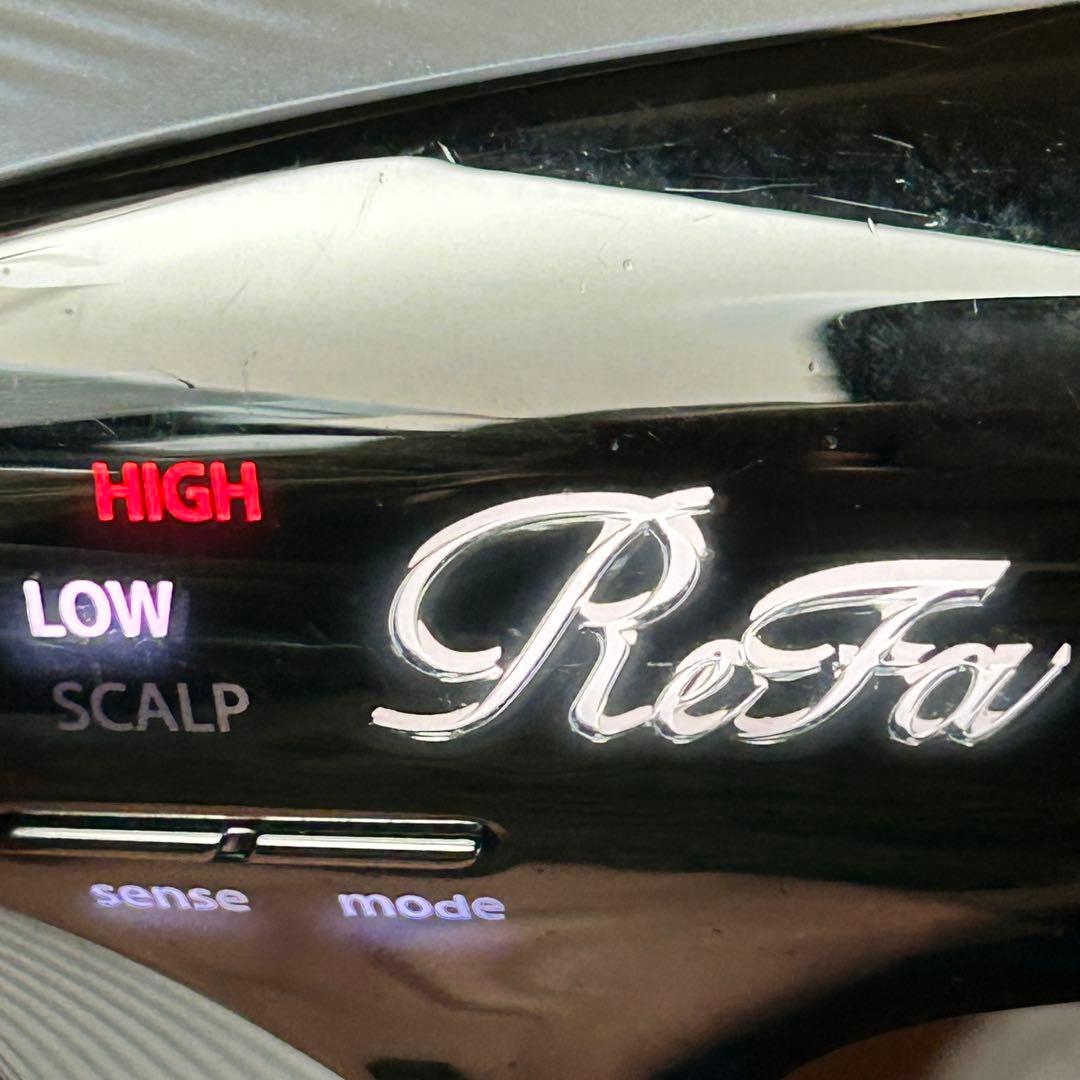 HIGH
LOW
SCALP
ReFa
sense mode